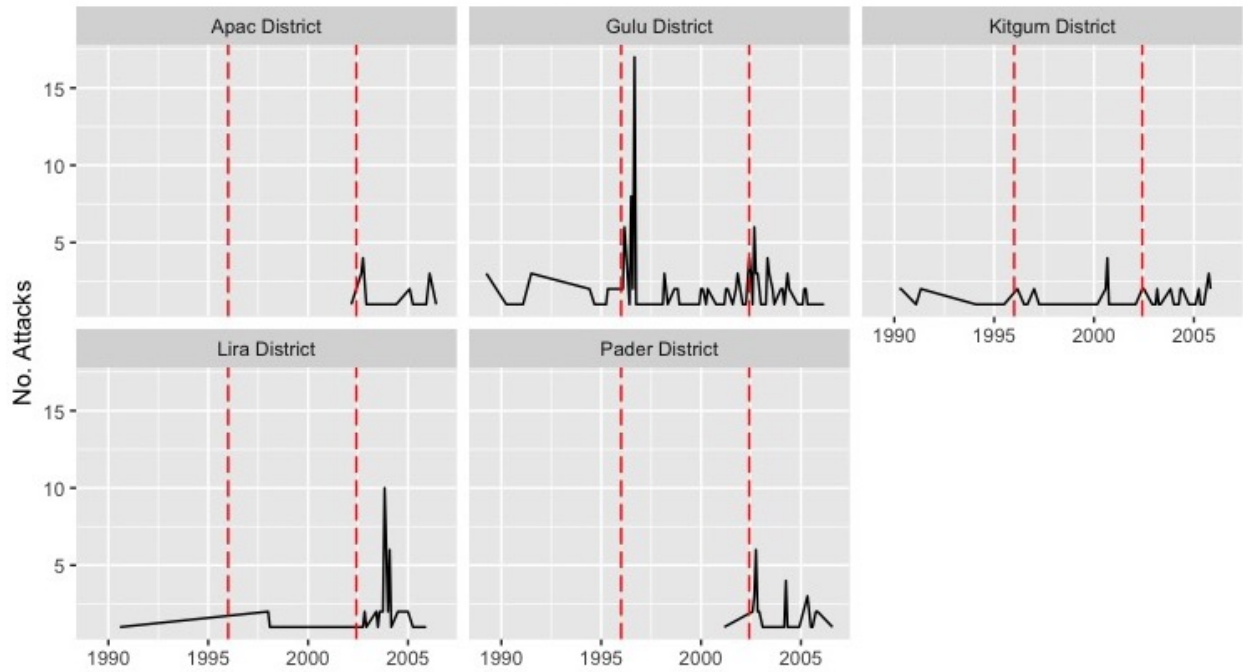 Apac District
Gulu District
Kitgum District
15
10
5
1990 1995 2000 2005
Lira District
Pader District
15
10
5
1990 1995 2000 2005
1990 1995 2000 2005
No. Attacks